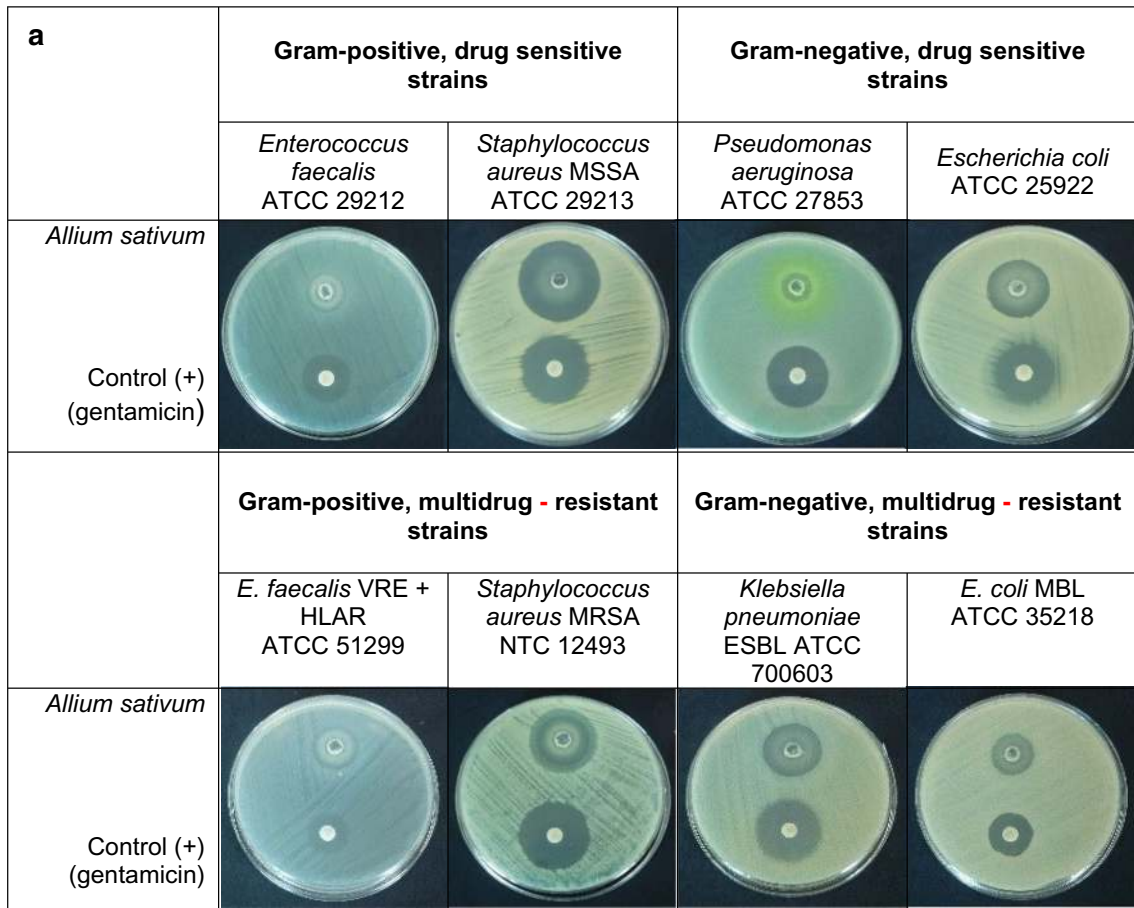 a
Gram-positive, drug sensitive
strains
Gram-negative, drug sensitive
strains
Enterococcus
faecalis
ATCC 29212
Staphylococcus
aureus MSSA
ATCC 29213
Pseudomonas
aeruginosa
ATCC 27853
Escherichia coli
ATCC 25922
Allium sativum
Control (+)
(gentamicin)
Gram-positive, multidrug - resistant
strains
Gram-negative, multidrug - resistant
strains
E. faecalis VRE +
HLAR
ATCC 51299
Staphylococcus
aureus MRSA
NTC 12493
Klebsiella
pneumoniae
ESBL ATCC
700603
E. coli MBL
ATCC 35218
Allium sativum
Control (+)
(gentamicin)